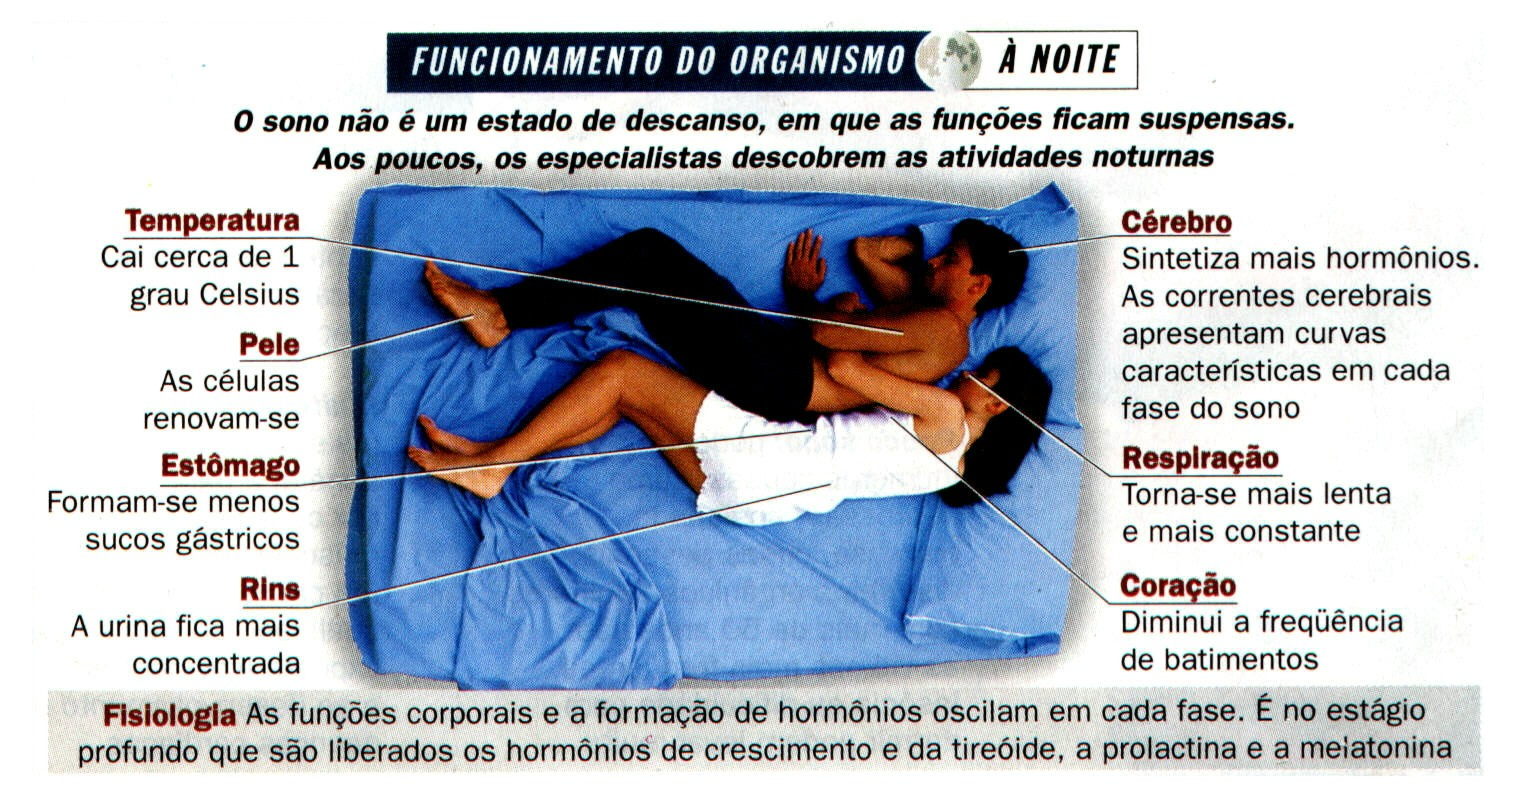 FUNCIONAMENTO DO ORGANISMO À NOITE
O sono não é um estado de descanso, em que as funções ficam suspensas.
Aos poucos, os especialistas descobrem as atividades noturnas
Temperatura
Cai cerca de 1
grau Celsius
Pele
As células
renovam-se
Estômago
Formam-se menos
sucos gástricos
Rins
A urina fica mais
concentrada
Cérebro
Sintetiza mais hormônios.
As correntes cerebrais
apresentam curvas
características em cada
fase do sono
Respiração
Torna-se mais lenta
e mais constante
Coração
Diminui a freqüência
de batimentos
Fisiologia As funções corporais e a formação de hormônios oscilam em cada fase. É no estágio
profundo que são liberados os hormônios de crescimento e da tireóide, a prolactina e a melatonina